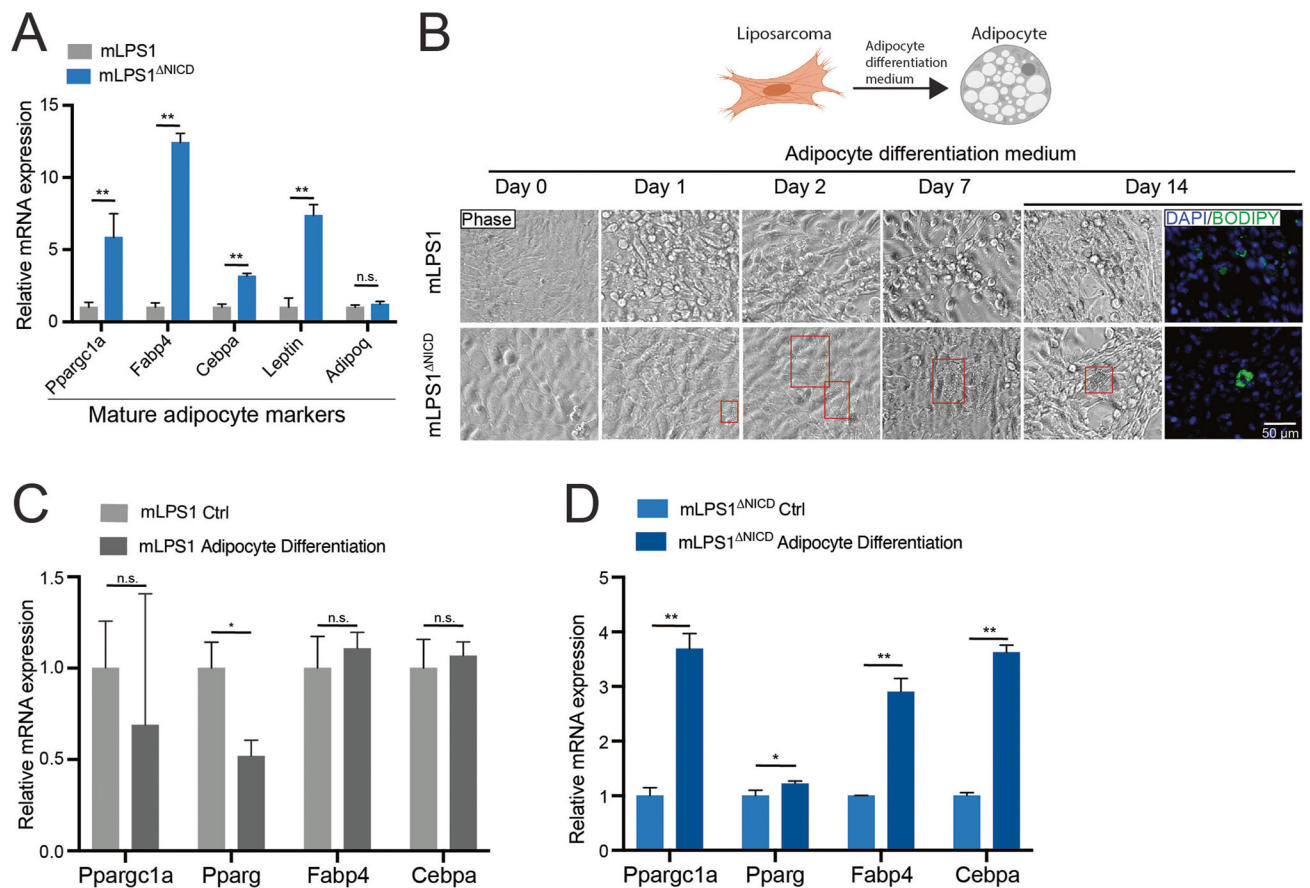 A
mLPS1
mLPS1ΔNICD
Relative mRNA expression
15
10
5
0
**
**
**
**
n.s.
Ppargc1a
Fabp4
Cebpa
Leptin
Adipoq
Mature adipocyte markers
B
Liposarcoma
Adipocyte
differentiation
medium
Adipocyte
Adipocyte differentiation medium
Day 0
Day 1
Day 2
Day 7
Day 14
mLPS1
Phase
DAPI/BODIPY
mLPS1ΔNICD
50 µm
C
mLPS1 Ctrl
mLPS1 Adipocyte Differentiation
Relative mRNA expression
1.5
1.0
0.5
0.0
n.s.
*
n.s.
n.s.
Ppargc1a
Pparg
Fabp4
Cebpa
D
mLPS1ΔNICD Ctrl
mLPS1ΔNICD Adipocyte Differentiation
Relative mRNA expression
5
4
3
2
1
0
**
*
**
**
Ppargc1a
Pparg
Fabp4
Cebpa